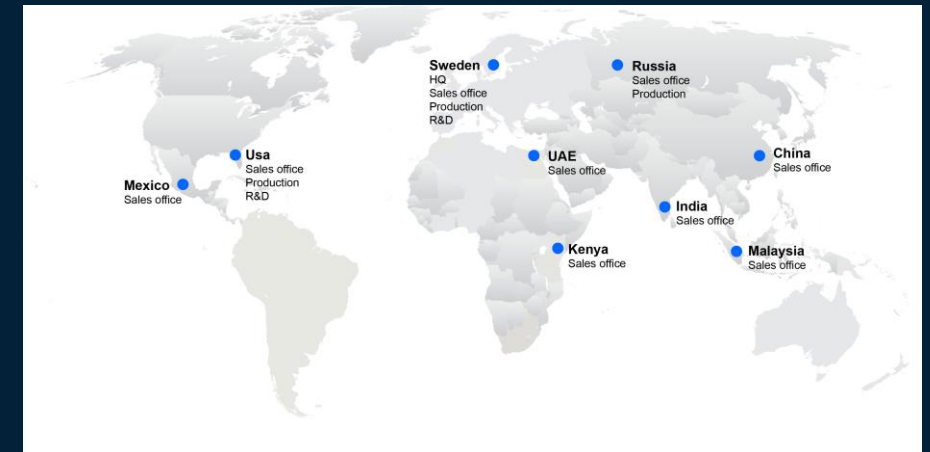 Sweden
HQ
Sales office
Production
R&D
Russia
Sales office
Production
Usa
Sales office
Production
R&D
Mexico
Sales office
UAE
Sales office
China
Sales office
India
Sales office
Kenya
Sales office
Malaysia
Sales office